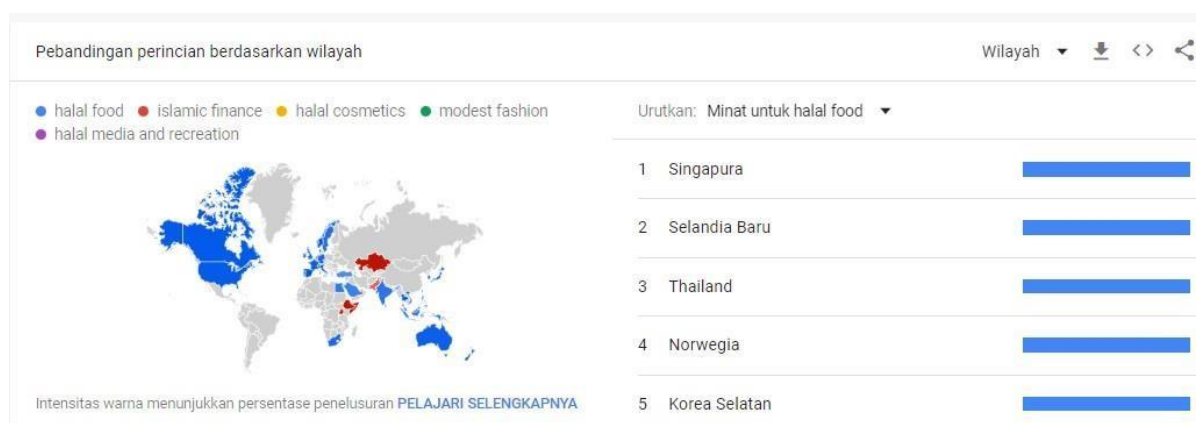 Pebandingan perincian berdasarkan wilayah
Wilayah
halal food islamic finance halal cosmetics modest fashion
halal media and recreation
Urutkan: Minat untuk halal food
1 Singapura
2 Selandia Baru
3 Thailand
4 Norwegia
5 Korea Selatan
Intensitas warna menunjukkan persentase penelusuran PELAJARI SELENGKAPNYA